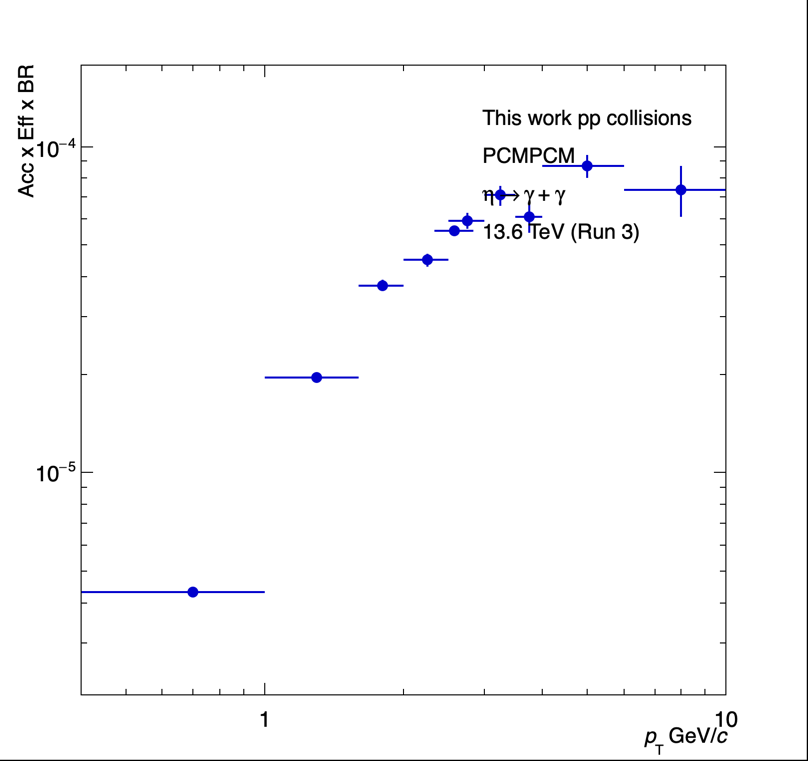 Acc x Eff x BR
10⁻⁴
10⁻⁵
This work pp collisions
PCMPCM
η → γ + γ
13.6 TeV (Run 3)
1
10
p_T GeV/c